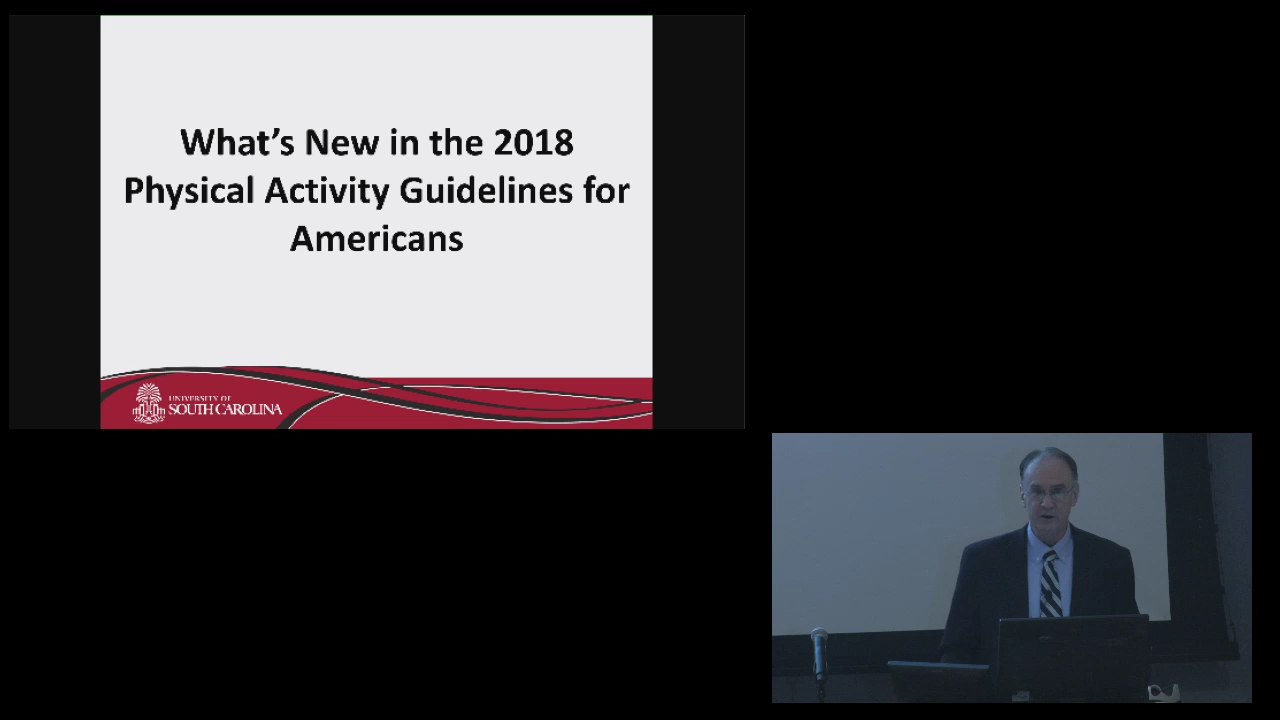 What's New in the 2018
Physical Activity Guidelines for
Americans
UNIVERSITY OF
SOUTH CAROLINA